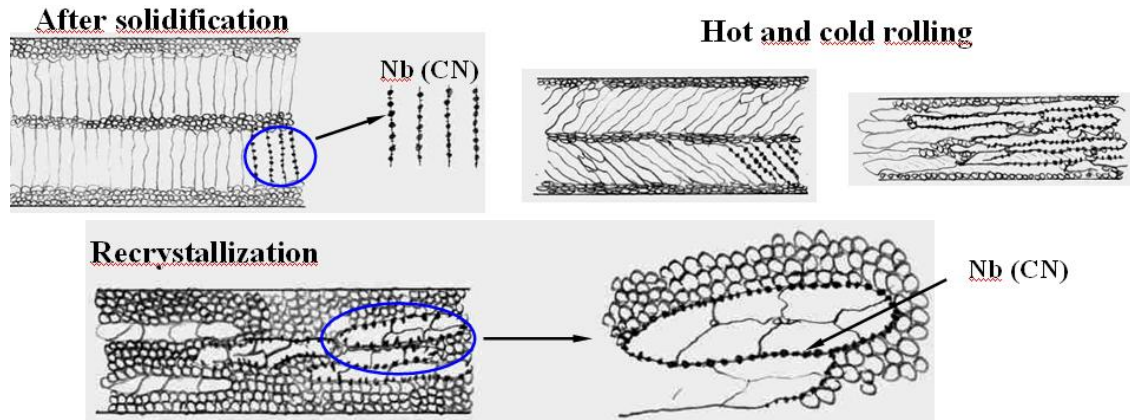 After solidification
Hot and cold rolling
Nb (CN)
Recrystallization
Nb (CN)